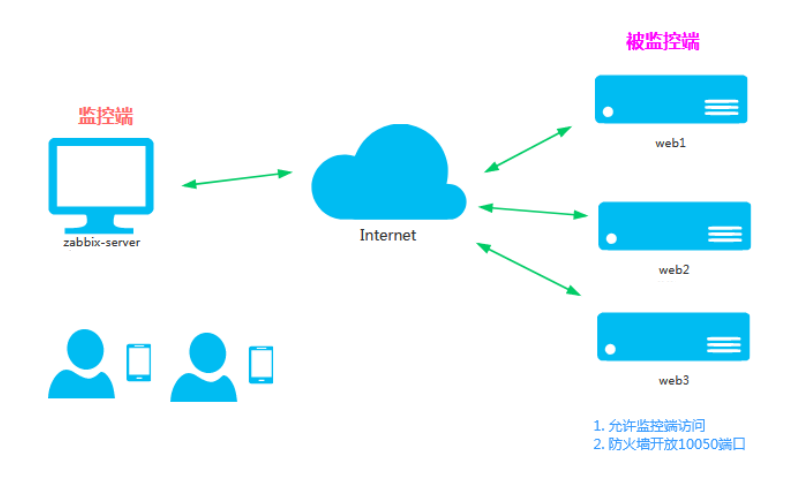 被监控端
监控端
web1
zabbix-server
Internet
web2
web3
1. 允许监控端访问
2. 防火墙开放10050端口